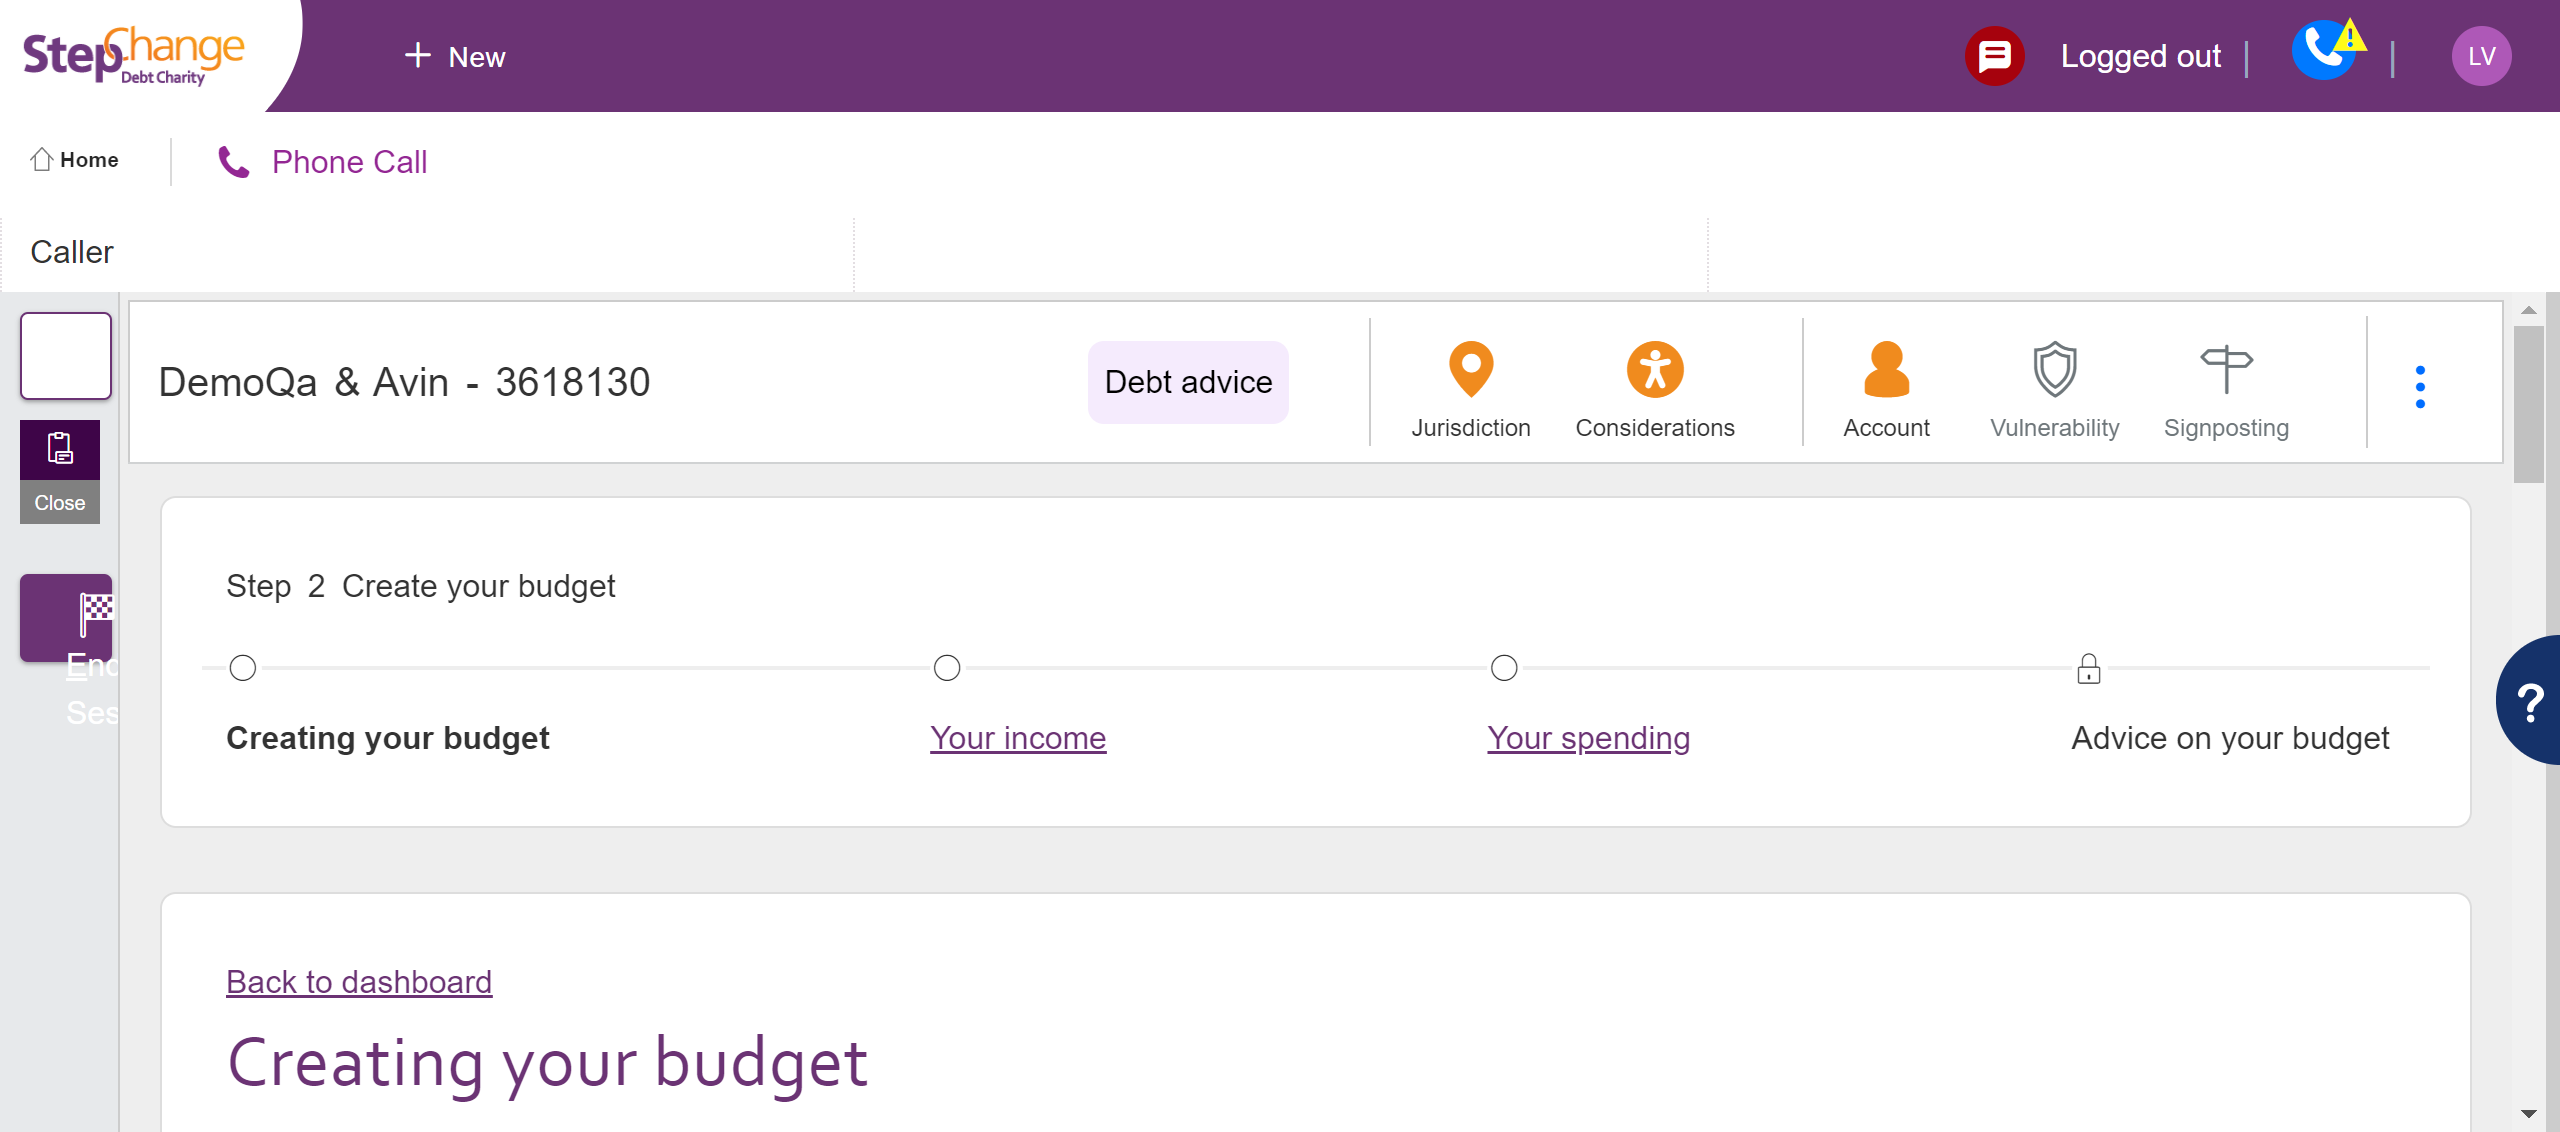 StepChange
Debt Charity
+ New
Logged out
LV
Home
Phone Call
Caller
DemoQa & Avin - 3618130
Debt advice
Jurisdiction
Considerations
Account
Vulnerability
Signposting
Close
End
Ses
Step 2 Create your budget
Creating your budget
Your income
Your spending
Advice on your budget
?
Back to dashboard
Creating your budget